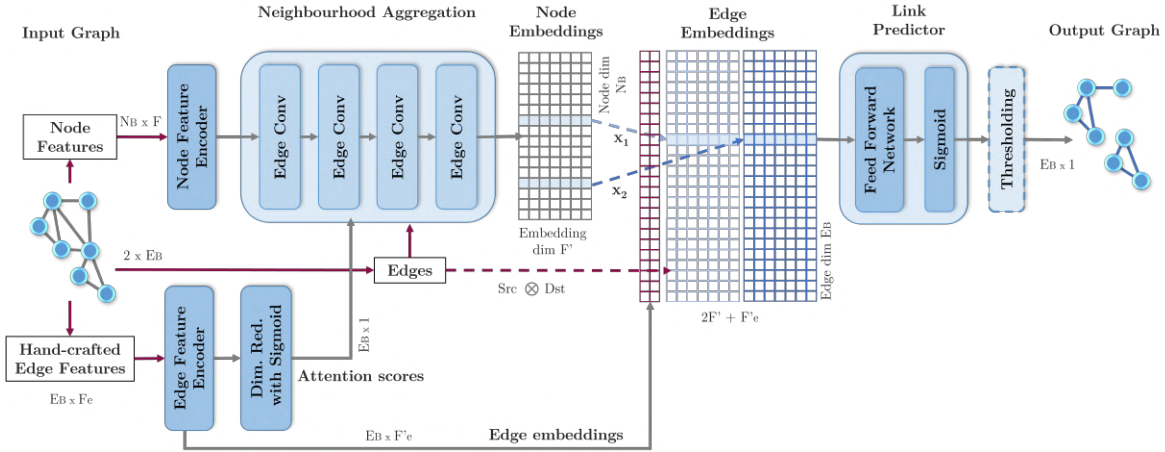 Input Graph
Neighbourhood Aggregation
Node
Embeddings
Edge
Embeddings
Link
Predictor
Output Graph
Node
Features
NB x F
Node Feature
Encoder
Edge Conv
Edge Conv
Edge Conv
Edge Conv
Node dim
NB
x1
x2
Embedding
dim F'
Feed Forward
Network
Sigmoid
Thresholding
EB x 1
2 x EB
Edges
Src ⊗ Dst
Edge dim EB
2F' + F'e
Hand-crafted
Edge Features
EB x Fe
Edge Feature
Encoder
Dim. Red.
with Sigmoid
EB x 1
Attention scores
EB x F'e
Edge embeddings